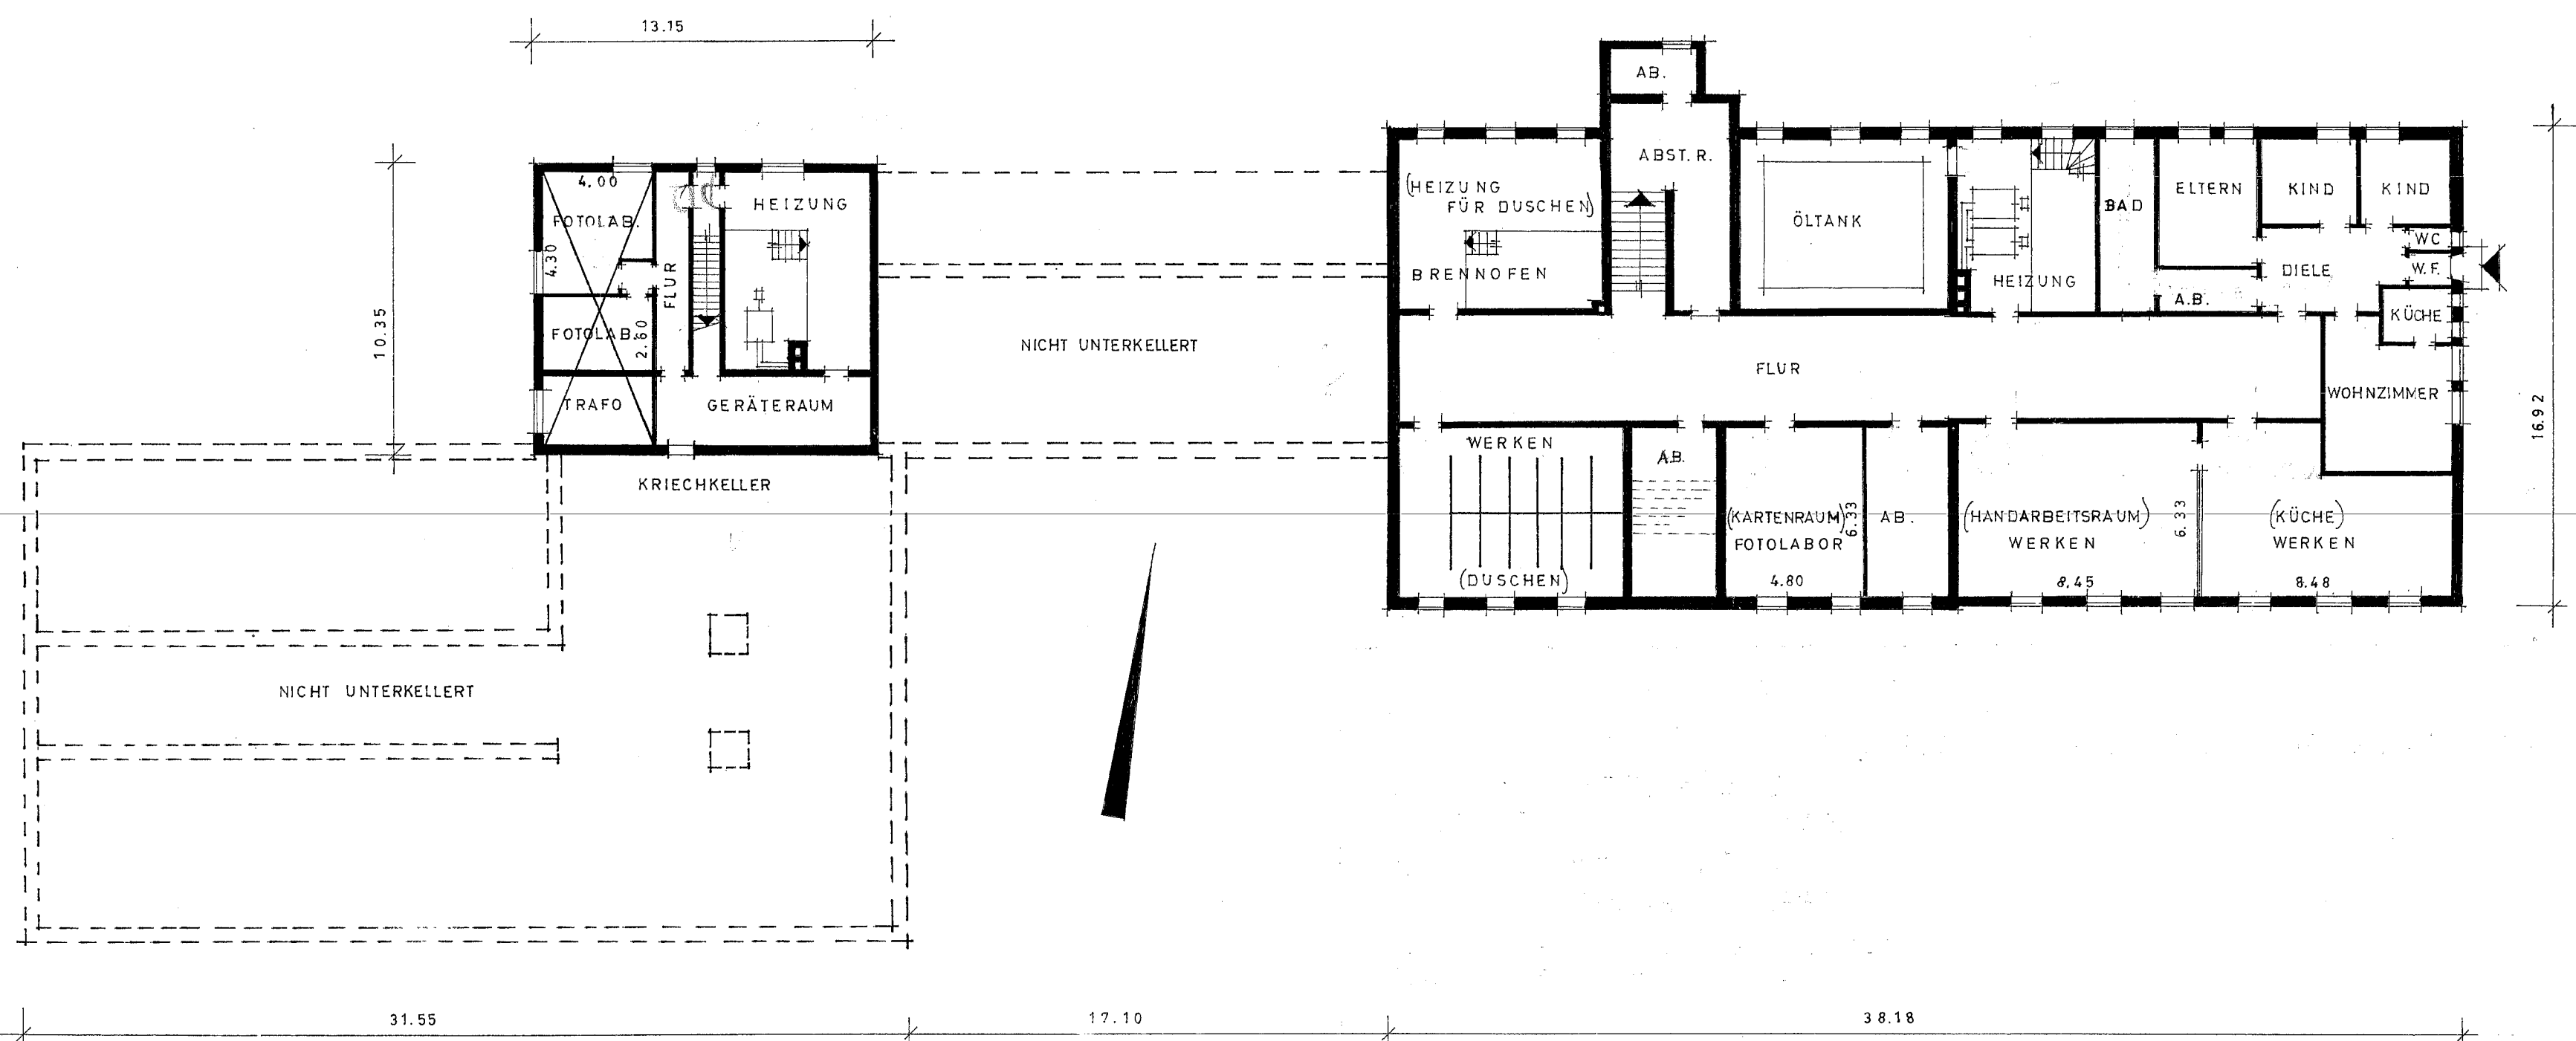 13.15
10.35
4.00
FOTOLAB.
4.30
FOTOLAB.
2.60
TRAFO
FLUR
HEIZUNG
GERÄTERAUM
KRIECHKELLER
NICHT UNTERKELLERT
NICHT UNTERKELLERT
AB.
ABST. R.
(HEIZUNG
FÜR DUSCHEN)
BRENNOFEN
ÖLTANK
HEIZUNG
BAD
ELTERN
KIND
KIND
WC
W.F.
DIELE
A.B.
KÜCHE
WOHNZIMMER
FLUR
WERKEN
(DUSCHEN)
A.B.
(KARTENRAUM)
FOTOLABOR
6.33
4.80
AB.
(HANDARBEITSRAUM)
WERKEN
6.33
8.45
(KÜCHE)
WERKEN
8.48
16.92
31.55
17.10
38.18